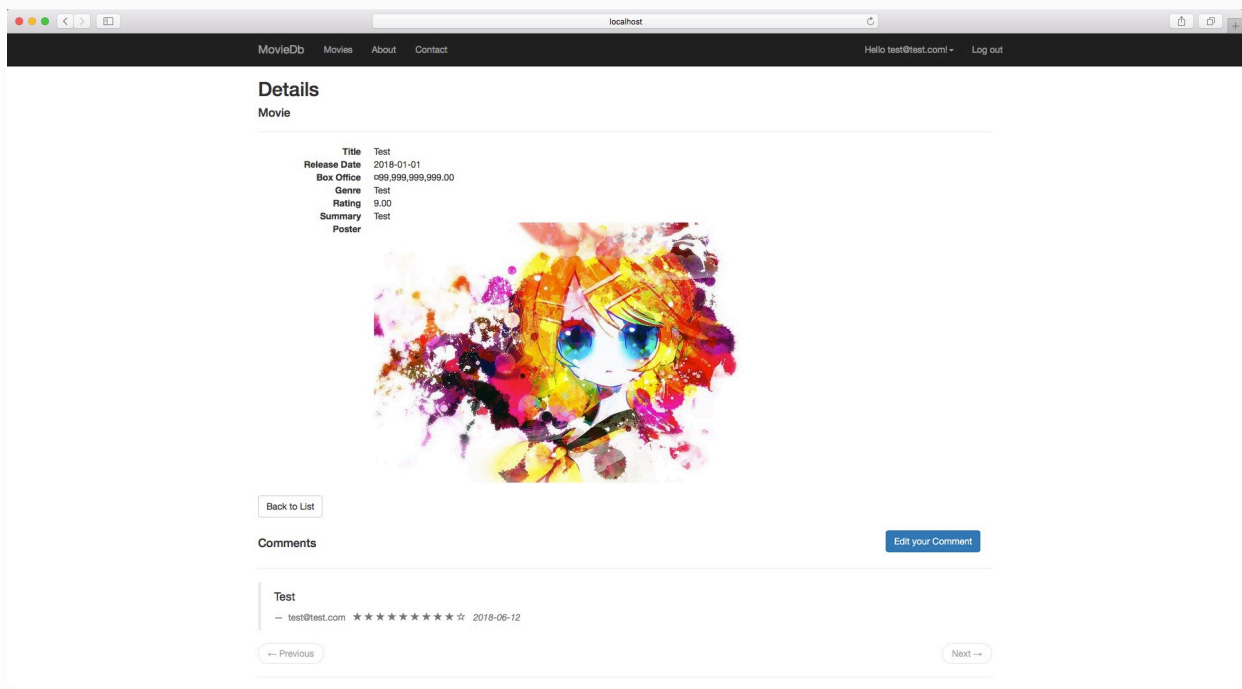 localhost
MovieDb Movies About Contact Hello test@test.com! Log out
Details
Movie
Title Test
Release Date 2018-01-01
Box Office ¤99,999,999,999.00
Genre Test
Rating 9.00
Summary Test
Poster
Back to List
Comments Edit your Comment
Test
— test@test.com ★★★★★★★★★☆ 2018-06-12
← Previous Next →